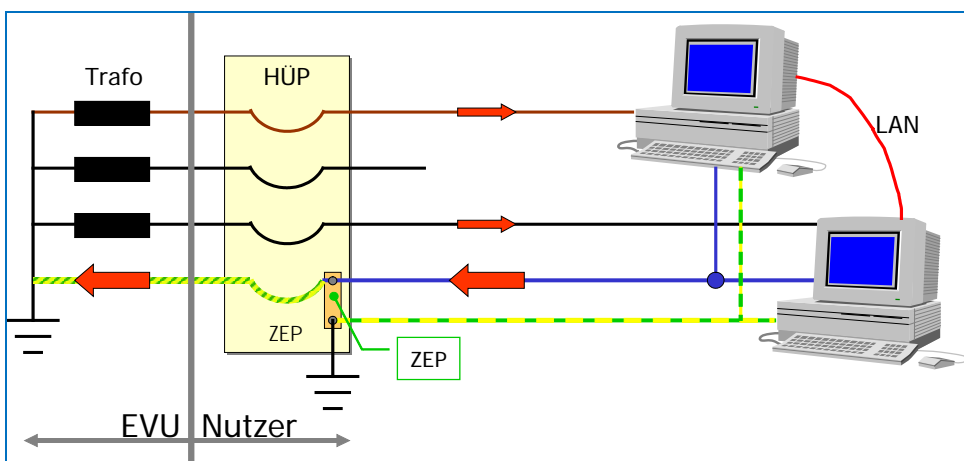 Trafo
HÜP
LAN
ZEP
ZEP
EVU
Nutzer